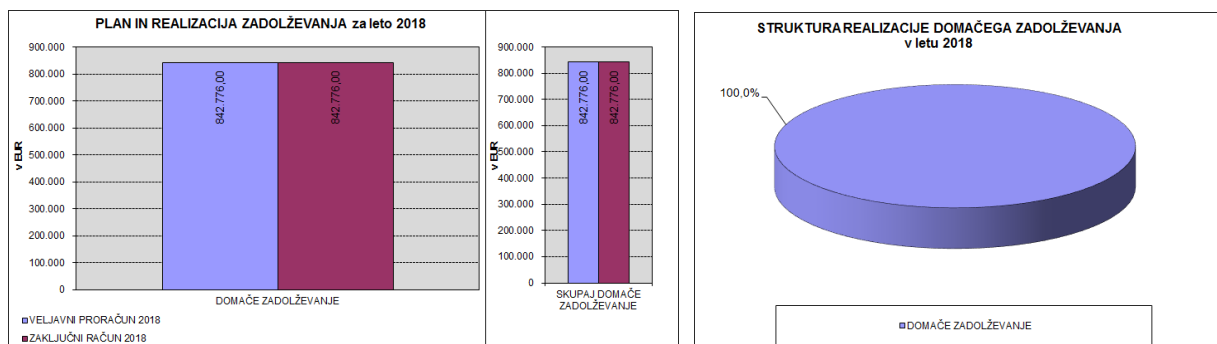 PLAN IN REALIZACIJA ZADOLŽEVANJA za leto 2018
900.000
800.000
700.000
600.000
500.000
400.000
300.000
200.000
100.000
0
v EUR
842.776,00
842.776,00
DOMAČE ZADOLŽEVANJE
VELJAVNI PRORAČUN 2018
ZAKLJUČNI RAČUN 2018
900.000
800.000
700.000
600.000
500.000
400.000
300.000
200.000
100.000
0
v EUR
842.776,00
842.776,00
SKUPAJ DOMAČE
ZADOLŽEVANJE
STRUKTURA REALIZACIJE DOMAČEGA ZADOLŽEVANJA
v letu 2018
100,0%
DOMAČE ZADOLŽEVANJE